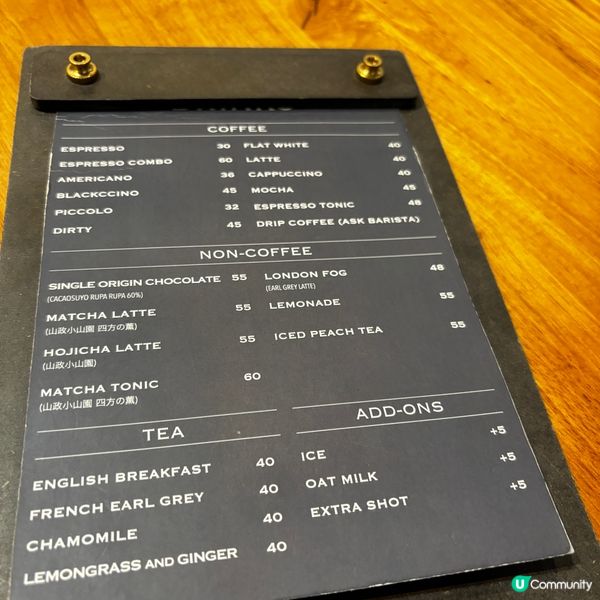 COFFEE
ESPRESSO 30
ESPRESSO COMBO 60
AMERICANO 36
BLACKCCINO 45
PICCOLO 32
DIRTY 45
FLAT WHITE 40
LATTE 40
CAPPUCCINO 40
MOCHA 45
ESPRESSO TONIC 48
DRIP COFFEE (ASK BARISTA)
NON-COFFEE
SINGLE ORIGIN CHOCOLATE 55
(CACAOSUYO RUPA RUPA 60%)
MATCHA LATTE 55
(山政小山園 四方の薫)
HOJICHA LATTE 55
(山政小山園)
MATCHA TONIC 60
(山政小山園 四方の薫)
LONDON FOG 48
(EARL GREY LATTE)
LEMONADE 55
ICED PEACH TEA 55
TEA
ENGLISH BREAKFAST 40
FRENCH EARL GREY 40
CHAMOMILE 40
LEMONGRASS AND GINGER 40
ADD-ONS
ICE +5
OAT MILK +5
EXTRA SHOT +5
U Community